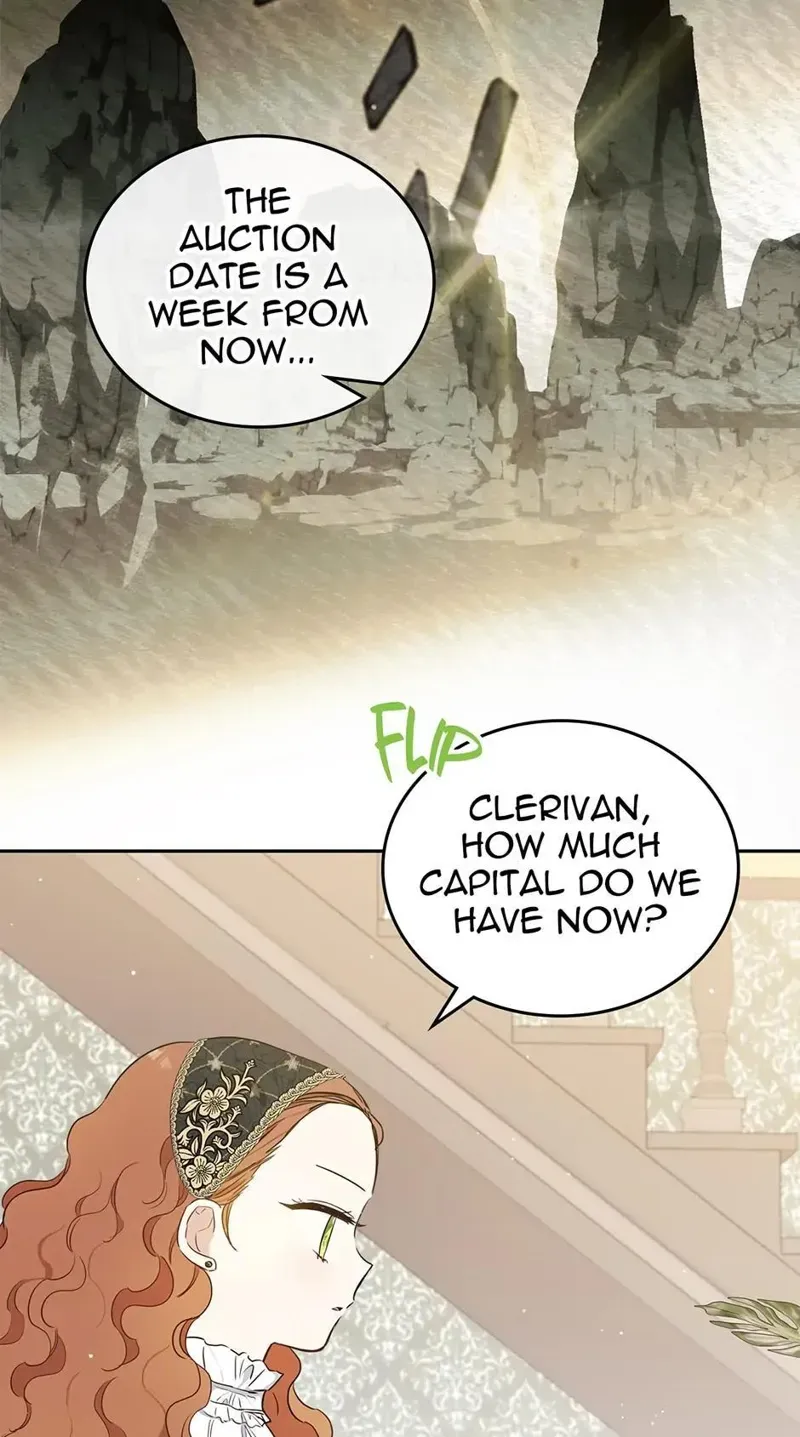 THE
AUCTION
DATE IS A
WEEK FROM
NOW...
FLIP
CLERIVAN,
HOW MUCH
CAPITAL DO WE
HAVE NOW?